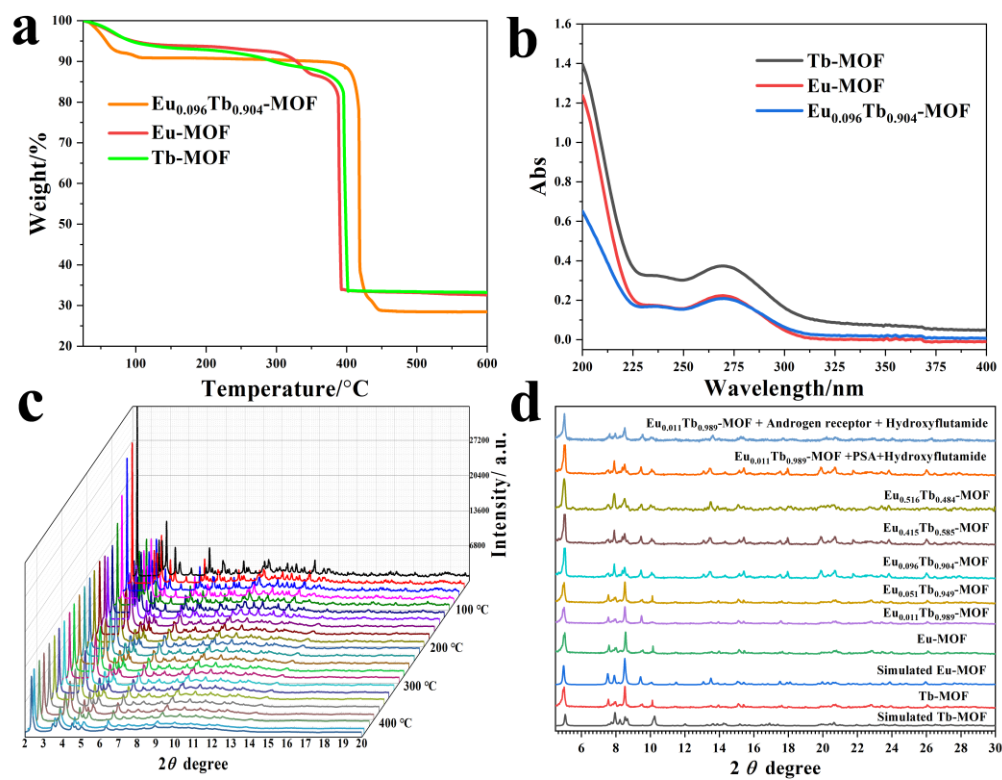 a
100
90
80
70
60
50
40
30
20
Weight/%
Eu0.096Tb0.904-MOF
Eu-MOF
Tb-MOF
100 200 300 400 500 600
Temperature/°C
b
1.6
1.4
1.2
1.0
0.8
0.6
0.4
0.2
0.0
Abs
Tb-MOF
Eu-MOF
Eu0.096Tb0.904-MOF
200 225 250 275 300 325 350 375 400
Wavelength/nm
c
27200
20400
13600
6800
Intensity/ a.u.
100 °C
200 °C
300 °C
400 °C
2 3 4 5 6 7 8 9 10 11 12 13 14 15 16 17 18 19 20
2θ degree
d
Eu0.011Tb0.989-MOF + Androgen receptor + Hydroxyflutamide
Eu0.011Tb0.989-MOF +PSA+Hydroxyflutamide
Eu0.516Tb0.484-MOF
Eu0.415Tb0.585-MOF
Eu0.096Tb0.904-MOF
Eu0.051Tb0.949-MOF
Eu0.011Tb0.989-MOF
Eu-MOF
Simulated Eu-MOF
Tb-MOF
Simulated Tb-MOF
6 8 10 12 14 16 18 20 22 24 26 28 30
2 θ degree